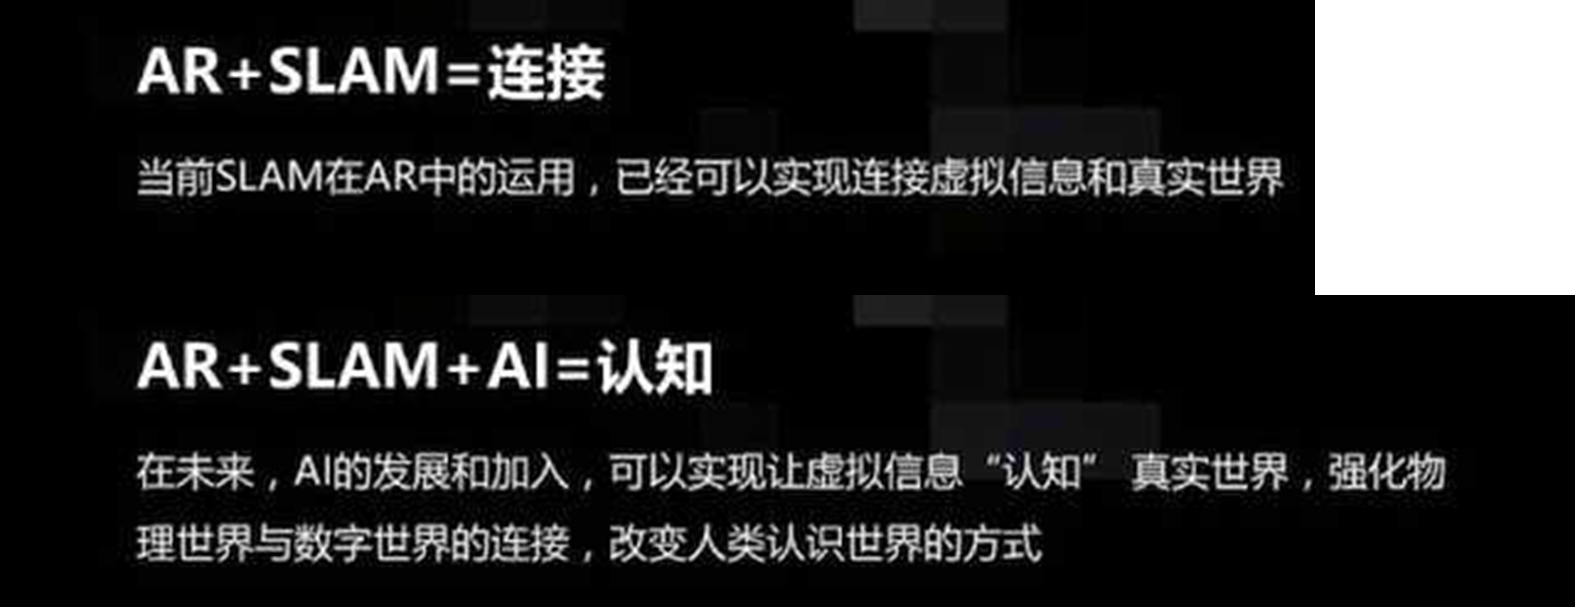 AR+SLAM=连接
当前SLAM在AR中的运用，已经可以实现连接虚拟信息和真实世界
AR+SLAM+AI=认知
在未来，AI的发展和加入，可以实现让虚拟信息“认知” 真实世界，强化物
理世界与数字世界的连接，改变人类认识世界的方式